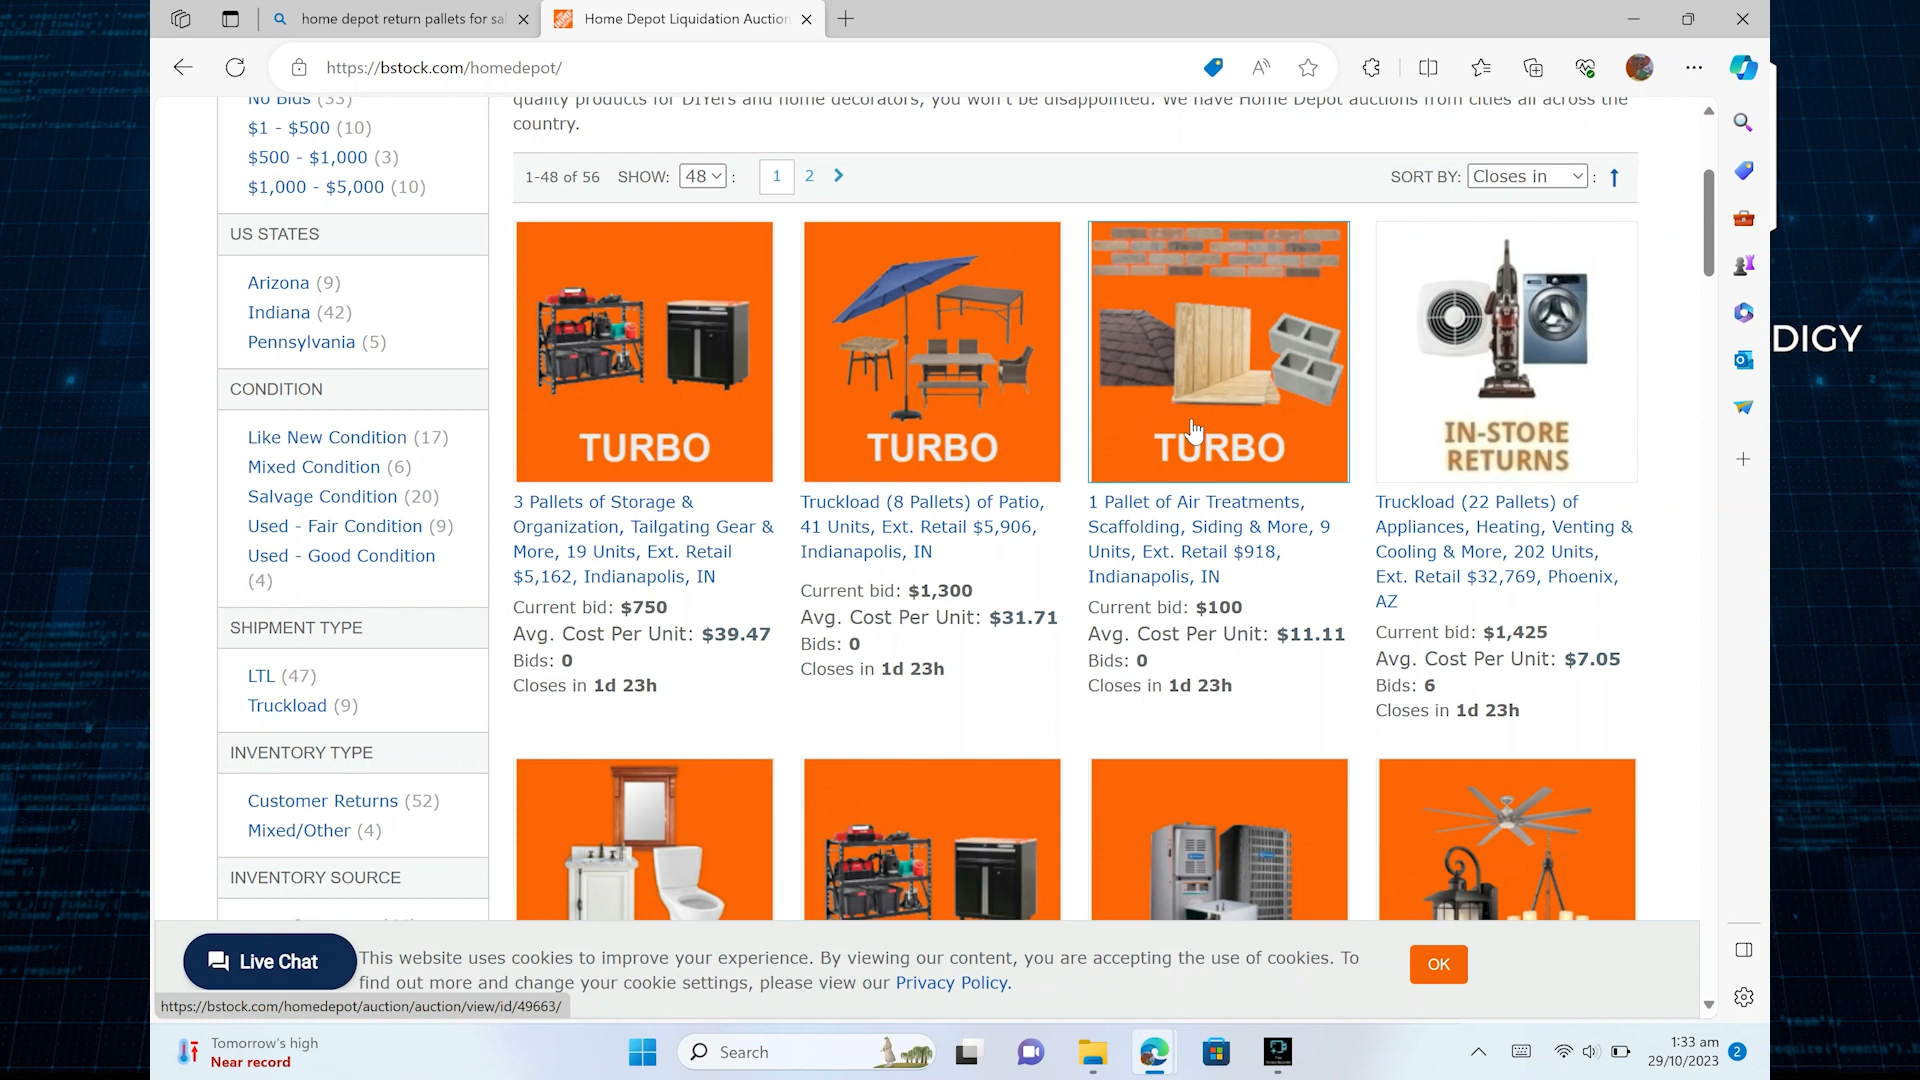 home depot return pallets for sal
Home Depot Liquidation Auction
https://bstock.com/homedepot/
No Bids (33)
$1 - $500 (10)
$500 - $1,000 (3)
$1,000 - $5,000 (10)
US STATES
Arizona (9)
Indiana (42)
Pennsylvania (5)
CONDITION
Like New Condition (17)
Mixed Condition (6)
Salvage Condition (20)
Used - Fair Condition (9)
Used - Good Condition
(4)
SHIPMENT TYPE
LTL (47)
Truckload (9)
INVENTORY TYPE
Customer Returns (52)
Mixed/Other (4)
INVENTORY SOURCE
quality products for DIYers and home decorators, you won't be disappointed. We have Home Depot auctions from cities all across the
country.
1-48 of 56 SHOW: 48 : 1 2
SORT BY: Closes in :
TURBO
3 Pallets of Storage &
Organization, Tailgating Gear &
More, 19 Units, Ext. Retail
$5,162, Indianapolis, IN
Current bid: $750
Avg. Cost Per Unit: $39.47
Bids: 0
Closes in 1d 23h
TURBO
Truckload (8 Pallets) of Patio,
41 Units, Ext. Retail $5,906,
Indianapolis, IN
Current bid: $1,300
Avg. Cost Per Unit: $31.71
Bids: 0
Closes in 1d 23h
TURBO
1 Pallet of Air Treatments,
Scaffolding, Siding & More, 9
Units, Ext. Retail $918,
Indianapolis, IN
Current bid: $100
Avg. Cost Per Unit: $11.11
Bids: 0
Closes in 1d 23h
IN-STORE
RETURNS
Truckload (22 Pallets) of
Appliances, Heating, Venting &
Cooling & More, 202 Units,
Ext. Retail $32,769, Phoenix,
AZ
Current bid: $1,425
Avg. Cost Per Unit: $7.05
Bids: 6
Closes in 1d 23h
DIGY
Live Chat
This website uses cookies to improve your experience. By viewing our content, you are accepting the use of cookies. To
find out more and change your cookie settings, please view our Privacy Policy.
OK
https://bstock.com/homedepot/auction/auction/view/id/49663/
Tomorrow's high
Near record
Search
1:33 am
29/10/2023
2